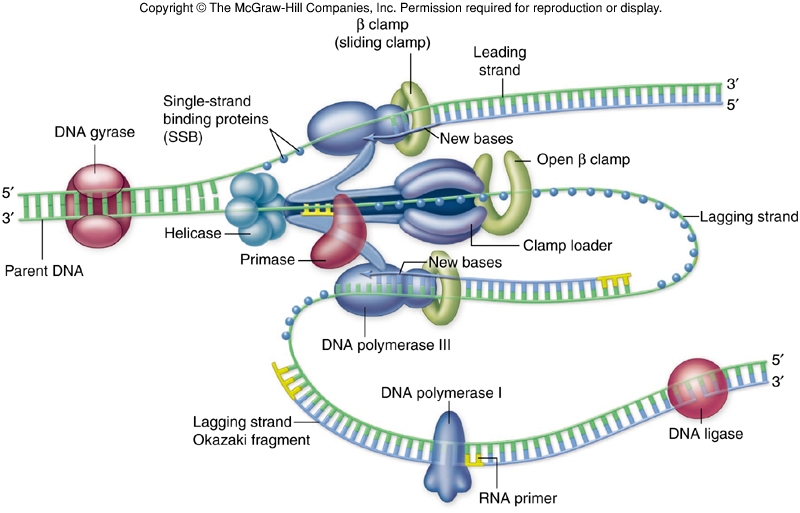 Copyright © The McGraw-Hill Companies, Inc. Permission required for reproduction or display.
β clamp
(sliding clamp)
Leading
strand
3′
5′
Single-strand
binding proteins
(SSB)
New bases
DNA gyrase
Open β clamp
5′
3′
Lagging strand
Helicase
Clamp loader
Primase
Parent DNA
New bases
DNA polymerase III
5′
3′
DNA polymerase I
Lagging strand
Okazaki fragment
DNA ligase
RNA primer